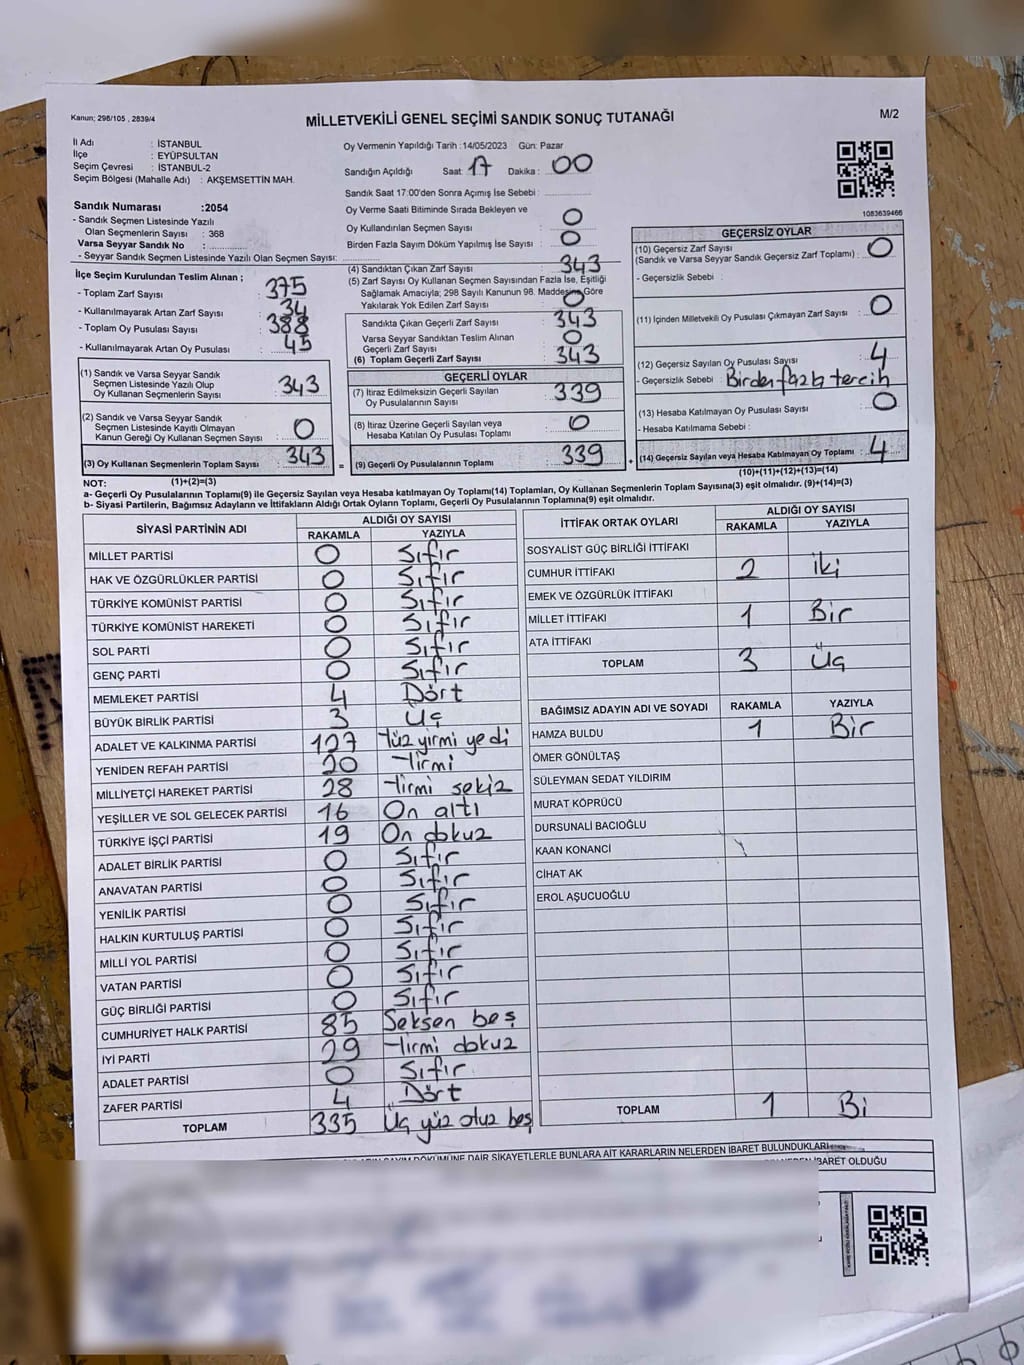 Kanun; 298/105 , 2839/4
MİLLETVEKİLİ GENEL SEÇİMİ SANDIK SONUÇ TUTANAĞI
M/2
İl Adı : İSTANBUL
İlçe : EYÜPSULTAN
Seçim Çevresi : İSTANBUL-2
Seçim Bölgesi (Mahalle Adı) : AKŞEMSETTİN MAH.
Oy Vermenin Yapıldığı Tarih :14/05/2023 Gün: Pazar
Sandığın Açıldığı Saat: 17 Dakika : 00
Sandık Saat 17:00'den Sonra Açımış İse Sebebi :
Oy Verme Saati Bitiminde Sırada Bekleyen ve
Oy Kullandırılan Seçmen Sayısı : 0
Birden Fazla Sayım Döküm Yapılmış İse Sayısı : 0
1083639466
Sandık Numarası :2054
- Sandık Seçmen Listesinde Yazılı
Olan Seçmenlerin Sayısı : 368
Varsa Seyyar Sandık No :
- Seyyar Sandık Seçmen Listesinde Yazılı Olan Seçmen Sayısı:
İlçe Seçim Kurulundan Teslim Alınan ;
- Toplam Zarf Sayısı : 375
- Kullanılmayarak Artan Zarf Sayısı : 34
- Toplam Oy Pusulası Sayısı : 388
- Kullanılmayarak Artan Oy Pusulası : 45
(1) Sandık ve Varsa Seyyar Sandık
Seçmen Listesinde Yazılı Olup
Oy Kullanan Seçmenlerin Sayısı : 343
(2) Sandık ve Varsa Seyyar Sandık
Seçmen Listesinde Kayıtlı Olmayan
Kanun Gereği Oy Kullanan Seçmen Sayısı : 0
(3) Oy Kullanan Seçmenlerin Toplam Sayısı : 343
(1)+(2)=(3)
(4) Sandıktan Çıkan Zarf Sayısı : 343
(5) Zarf Sayısı Oy Kullanan Seçmen Sayısından Fazla İse, Eşitliği
Sağlamak Amacıyla; 298 Sayılı Kanunun 98. Maddesine Göre
Yakılarak Yok Edilen Zarf Sayısı : 0
Sandıkta Çıkan Geçerli Zarf Sayısı : 343
Varsa Seyyar Sandıktan Teslim Alınan
Geçerli Zarf Sayısı : 0
(6) Toplam Geçerli Zarf Sayısı : 343
GEÇERLİ OYLAR
(7) İtiraz Edilmeksizin Geçerli Sayılan
Oy Pusulalarının Sayısı : 339
(8) İtiraz Üzerine Geçerli Sayılan veya
Hesaba Katılan Oy Pusulası Toplamı : 0
= (9) Geçerli Oy Pusulalarının Toplamı : 339
GEÇERSİZ OYLAR
(10) Geçersiz Zarf Sayısı
(Sandık ve Varsa Seyyar Sandık Geçersiz Zarf Toplamı) : 0
- Geçersizlik Sebebi :
(11) İçinden Milletvekili Oy Pusulası Çıkmayan Zarf Sayısı : 0
(12) Geçersiz Sayılan Oy Pusulası Sayısı : 4
- Geçersizlik Sebebi : Birden fazla tercih
(13) Hesaba Katılmayan Oy Pusulası Sayısı : 0
- Hesaba Katılmama Sebebi :
+ (14) Geçersiz Sayılan veya Hesaba Katılmayan Oy Toplamı : 4
(10)+(11)+(12)+(13)=(14)
NOT:
a- Geçerli Oy Pusulalarının Toplamı(9) ile Geçersiz Sayılan veya Hesaba katılmayan Oy Toplamı(14) Toplamları, Oy Kullanan Seçmenlerin Toplam Sayısına(3) eşit olmalıdır. (9)+(14)=(3)
b- Siyasi Partilerin, Bağımsız Adayların ve İttifakların Aldığı Ortak Oyların Toplamı, Geçerli Oy Pusulalarının Toplamına(9) eşit olmalıdır.
SİYASİ PARTİNİN ADI ALDIĞI OY SAYISI
RAKAMLA YAZIYLA
MİLLET PARTİSİ 0 Sıfır
HAK VE ÖZGÜRLÜKLER PARTİSİ 0 Sıfır
TÜRKİYE KOMÜNİST PARTİSİ 0 Sıfır
TÜRKİYE KOMÜNİST HAREKETİ 0 Sıfır
SOL PARTİ 0 Sıfır
GENÇ PARTİ 0 Sıfır
MEMLEKET PARTİSİ 4 Dört
BÜYÜK BİRLİK PARTİSİ 3 Üç
ADALET VE KALKINMA PARTİSİ 127 Yüz yirmi yedi
YENİDEN REFAH PARTİSİ 20 Yirmi
MİLLİYETÇİ HAREKET PARTİSİ 28 Yirmi sekiz
YEŞİLLER VE SOL GELECEK PARTİSİ 16 On altı
TÜRKİYE İŞÇİ PARTİSİ 19 On dokuz
ADALET BİRLİK PARTİSİ 0 Sıfır
ANAVATAN PARTİSİ 0 Sıfır
YENİLİK PARTİSİ 0 Sıfır
HALKIN KURTULUŞ PARTİSİ 0 Sıfır
MİLLİ YOL PARTİSİ 0 Sıfır
VATAN PARTİSİ 0 Sıfır
GÜÇ BİRLİĞİ PARTİSİ 0 Sıfır
CUMHURİYET HALK PARTİSİ 85 Seksen beş
İYİ PARTİ 29 Yirmi dokuz
ADALET PARTİSİ 0 Sıfır
ZAFER PARTİSİ 4 Dört
TOPLAM 335 Üç yüz otuz beş
İTTİFAK ORTAK OYLARI ALDIĞI OY SAYISI
RAKAMLA YAZIYLA
SOSYALİST GÜÇ BİRLİĞİ İTTİFAKI
CUMHUR İTTİFAKI 2 İki
EMEK VE ÖZGÜRLÜK İTTİFAKI
MİLLET İTTİFAKI 1 Bir
ATA İTTİFAKI
TOPLAM 3 Üç
BAĞIMSIZ ADAYIN ADI VE SOYADI RAKAMLA YAZIYLA
HAMZA BULDU 1 Bir
ÖMER GÖNÜLTAŞ
SÜLEYMAN SEDAT YILDIRIM
MURAT KÖPRÜCÜ
DURSUNALİ BACIOĞLU
KAAN KONANCİ
CİHAT AK
EROL AŞUCUOĞLU
TOPLAM 1 Bi
DÖKÜMÜNE DAİR ŞİKAYETLERLE BUNLARA AİT KARARLARIN NELERDEN İBARET BULUNDUKLARI
İBARET OLDUĞU